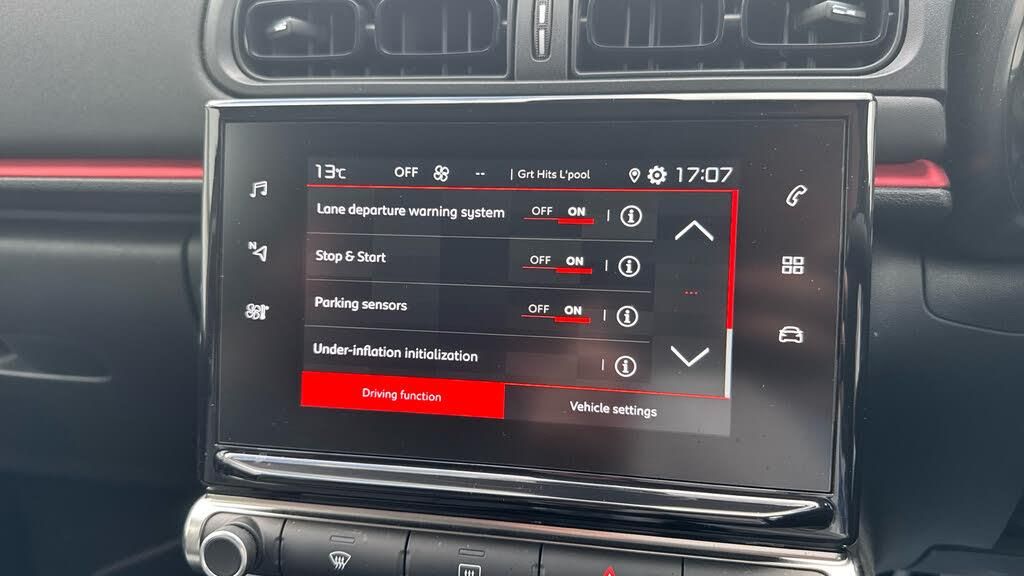 13°C OFF -- | Grt Hits L'pool 17:07
Lane departure warning system OFF ON | i
Stop & Start OFF ON | i
...
Parking sensors OFF ON | i
Under-inflation initialization | i
Driving function Vehicle settings
N